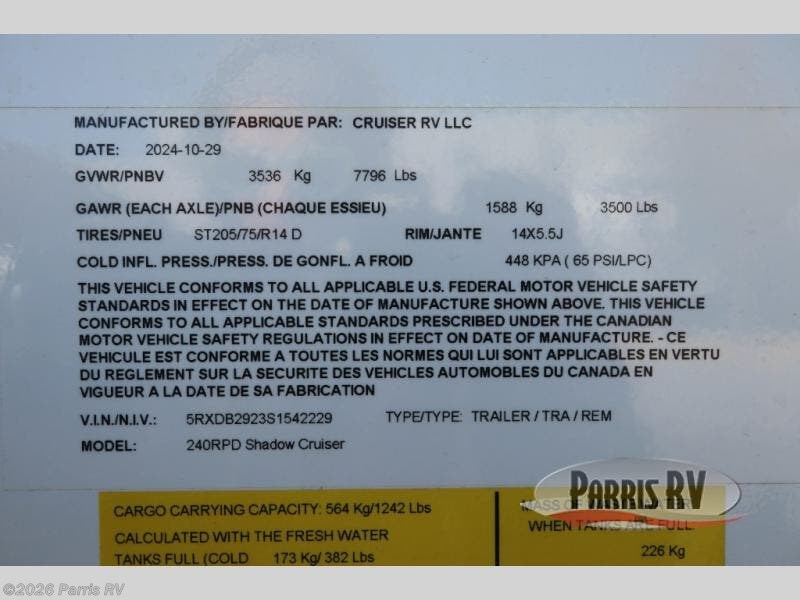 MANUFACTURED BY/FABRIQUE PAR: CRUISER RV LLC
DATE: 2024-10-29
GVWR/PNBV 3536 Kg 7796 Lbs
GAWR (EACH AXLE)/PNB (CHAQUE ESSIEU) 1588 Kg 3500 Lbs
TIRES/PNEU ST205/75/R14 D RIM/JANTE 14X5.5J
COLD INFL. PRESS./PRESS. DE GONFL. A FROID 448 KPA ( 65 PSI/LPC)
THIS VEHICLE CONFORMS TO ALL APPLICABLE U.S. FEDERAL MOTOR VEHICLE SAFETY
STANDARDS IN EFFECT ON THE DATE OF MANUFACTURE SHOWN ABOVE. THIS VEHICLE
CONFORMS TO ALL APPLICABLE STANDARDS PRESCRIBED UNDER THE CANADIAN
MOTOR VEHICLE SAFETY REGULATIONS IN EFFECT ON DATE OF MANUFACTURE. - CE
VEHICULE EST CONFORME A TOUTES LES NORMES QUI LUI SONT APPLICABLES EN VERTU
DU REGLEMENT SUR LA SECURITE DES VEHICLES AUTOMOBILES DU CANADA EN
VIGUEUR A LA DATE DE SA FABRICATION
V.I.N./N.I.V.: 5RXDB2923S1542229 TYPE/TYPE: TRAILER / TRA / REM
MODEL: 240RPD Shadow Cruiser
PARRIS RV
CARGO CARRYING CAPACITY: 564 Kg/1242 Lbs
MASS OF
CALCULATED WITH THE FRESH WATER
WHEN TANKS ARE FULL:
TANKS FULL (COLD 173 Kg/ 382 Lbs
226 Kg
©2026 Parris RV